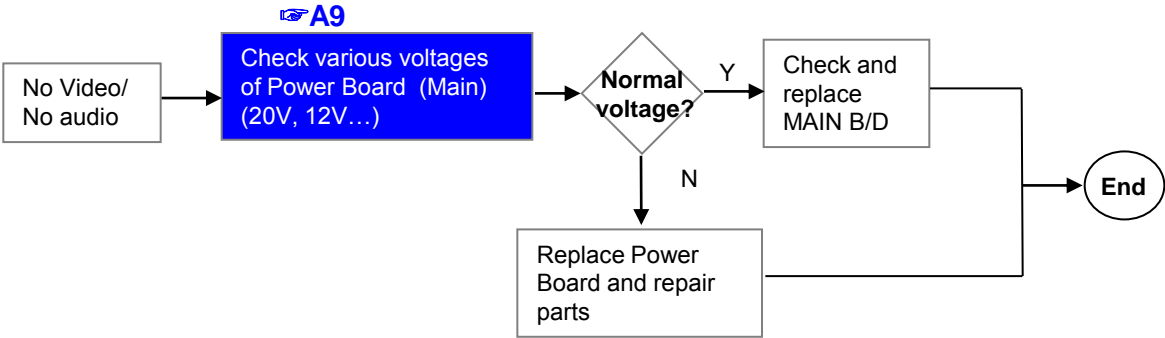 ☞A9
No Video/
No audio
Check various voltages
of Power Board (Main)
(20V, 12V…)
Normal
voltage?
Y
Check and
replace
MAIN B/D
N
Replace Power
Board and repair
parts
End